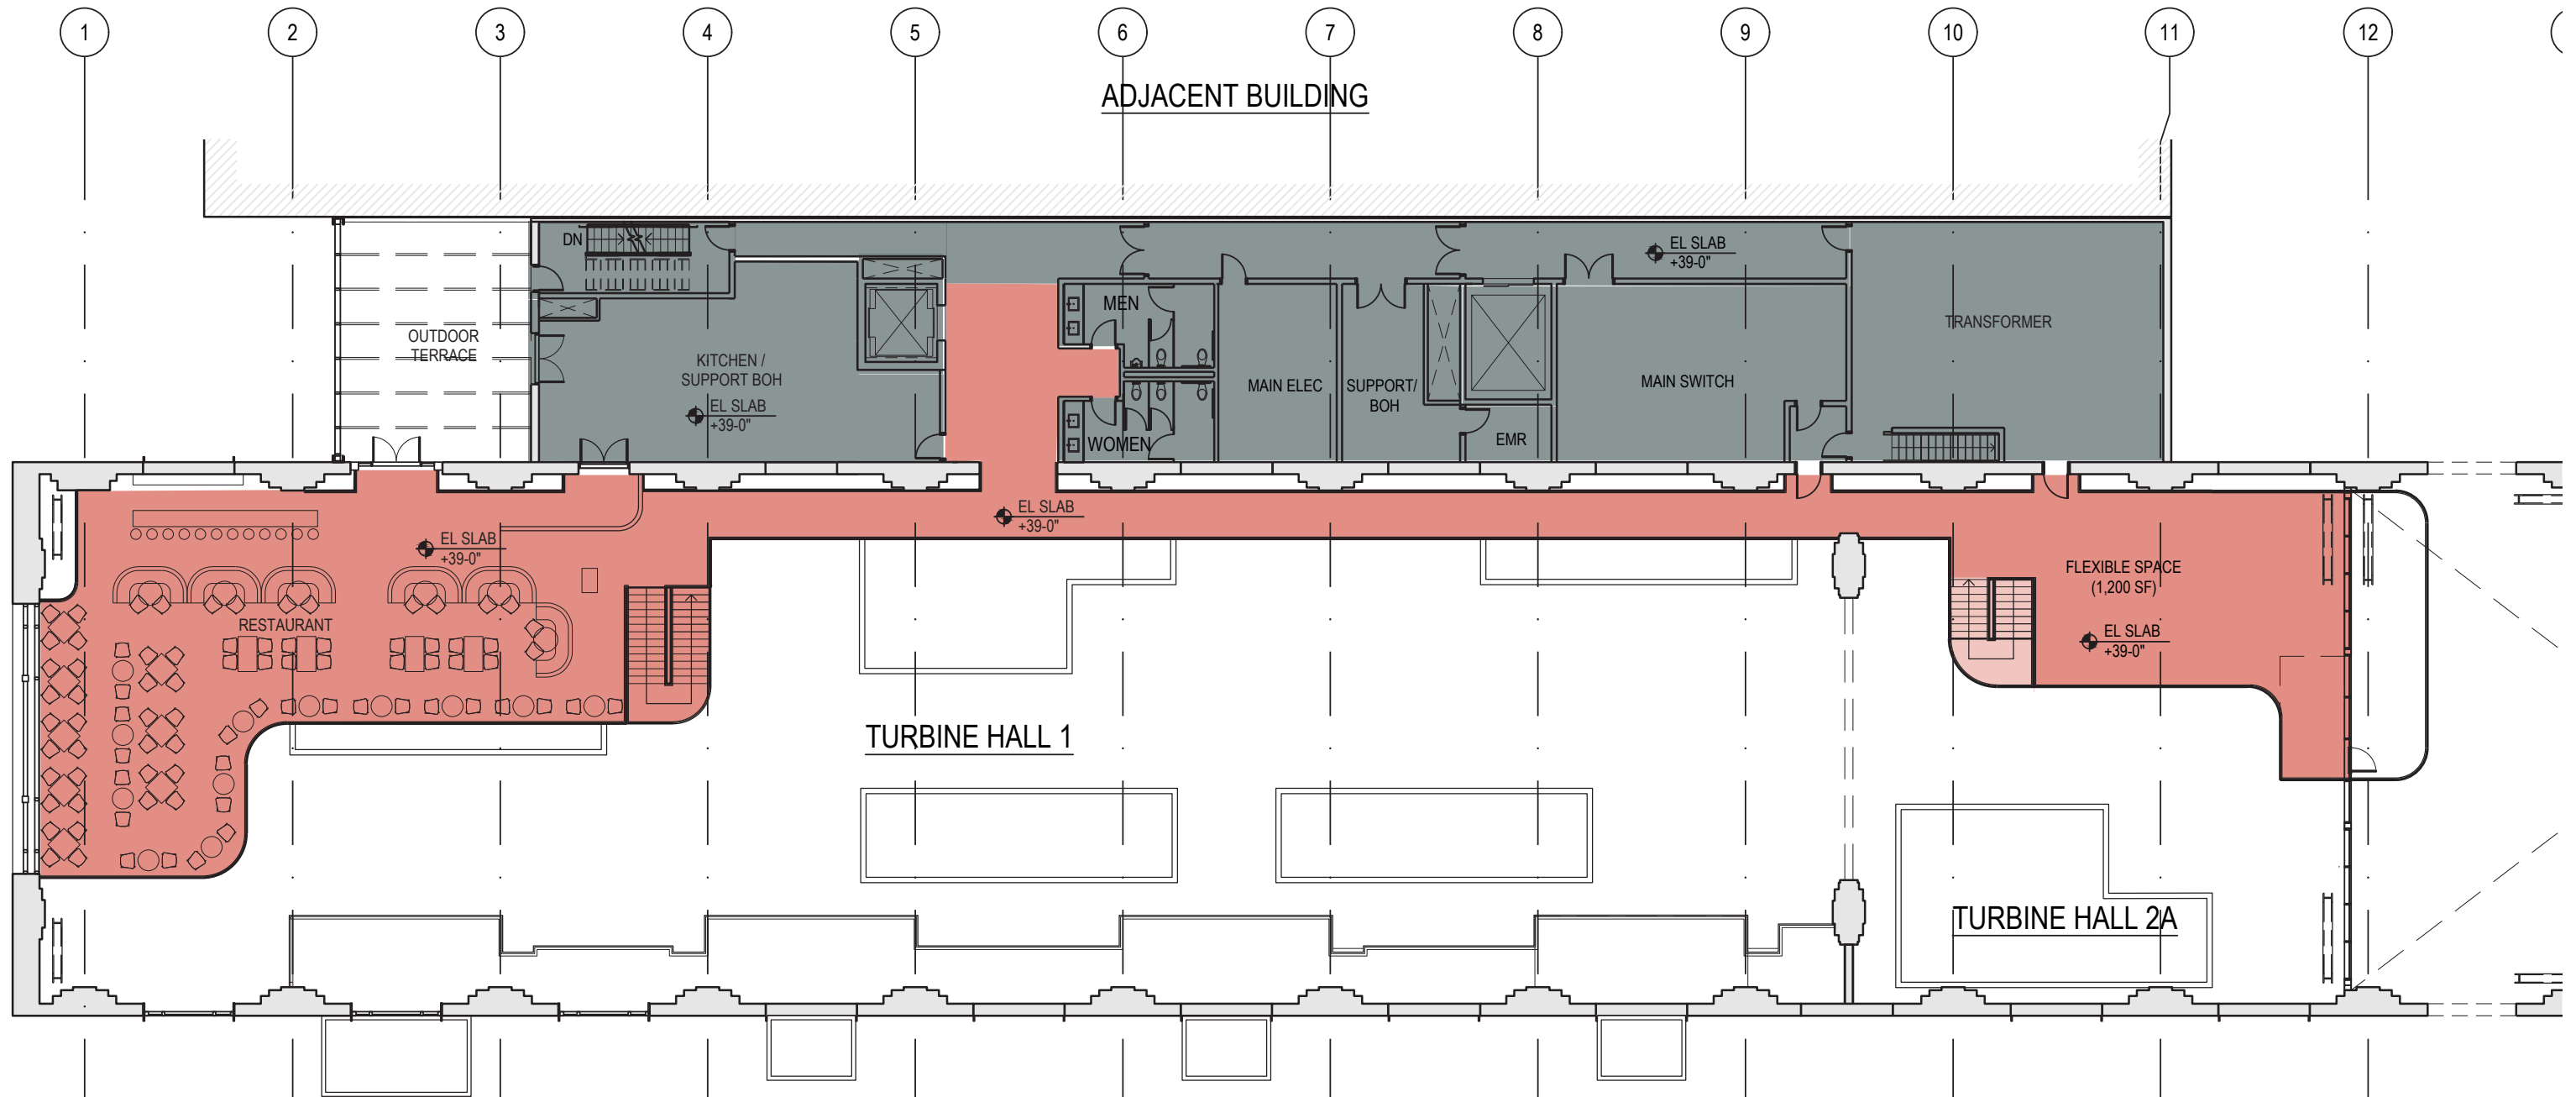 1 2 3 4 5 6 7 8 9 10 11 12
ADJACENT BUILDING
DN
EL SLAB
+39-0"
OUTDOOR
TERRACE
KITCHEN /
SUPPORT BOH
EL SLAB
+39-0"
MEN
WOMEN
MAIN ELEC
SUPPORT/
BOH
EMR
MAIN SWITCH
TRANSFORMER
EL SLAB
+39-0"
EL SLAB
+39-0"
RESTAURANT
FLEXIBLE SPACE
(1,200 SF)
EL SLAB
+39-0"
TURBINE HALL 1
TURBINE HALL 2A